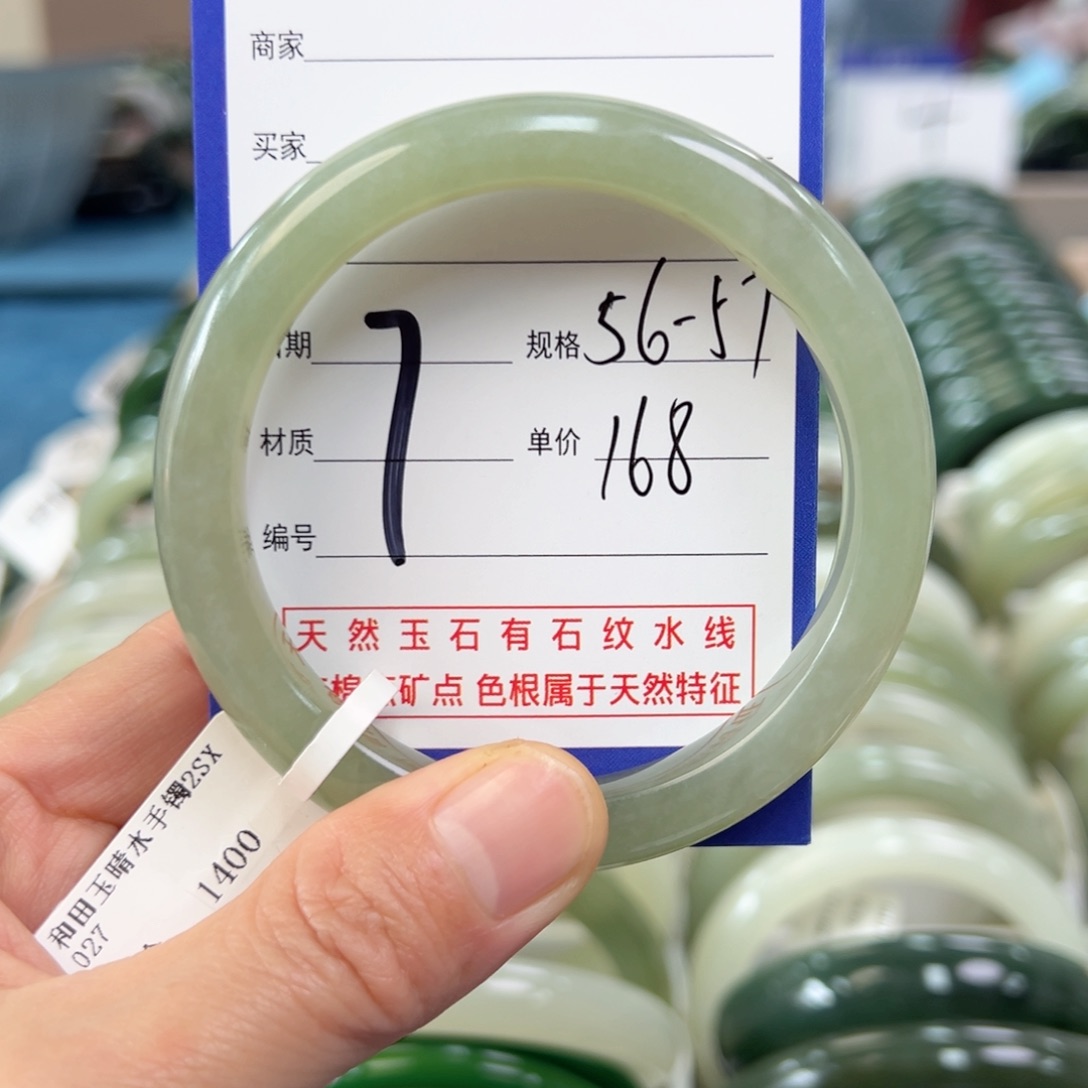 商家
买家
期
7
规格 56-57
材质
单价 168
编号
天然玉石有石纹水线
棉点矿点 色根属于天然特征
和田玉晴水手镯2SX
027
1400